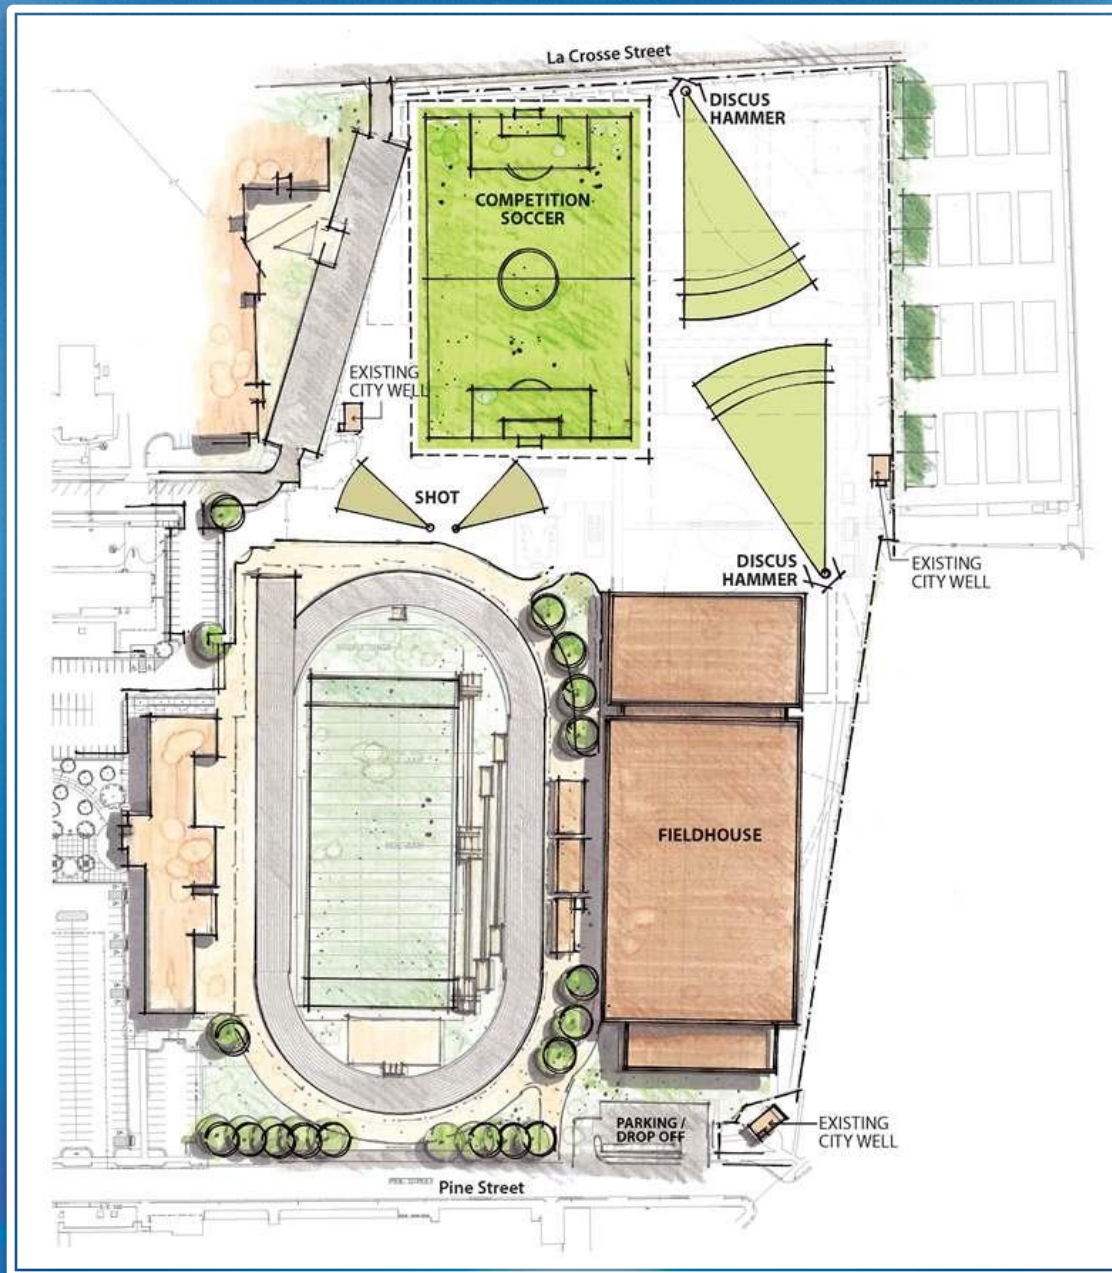 La Crosse Street
DISCUS
HAMMER
COMPETITION
SOCCER
EXISTING
CITY WELL
SHOT
DISCUS
HAMMER
EXISTING
CITY WELL
FIELDHOUSE
PARKING /
DROP OFF
EXISTING
CITY WELL
Pine Street